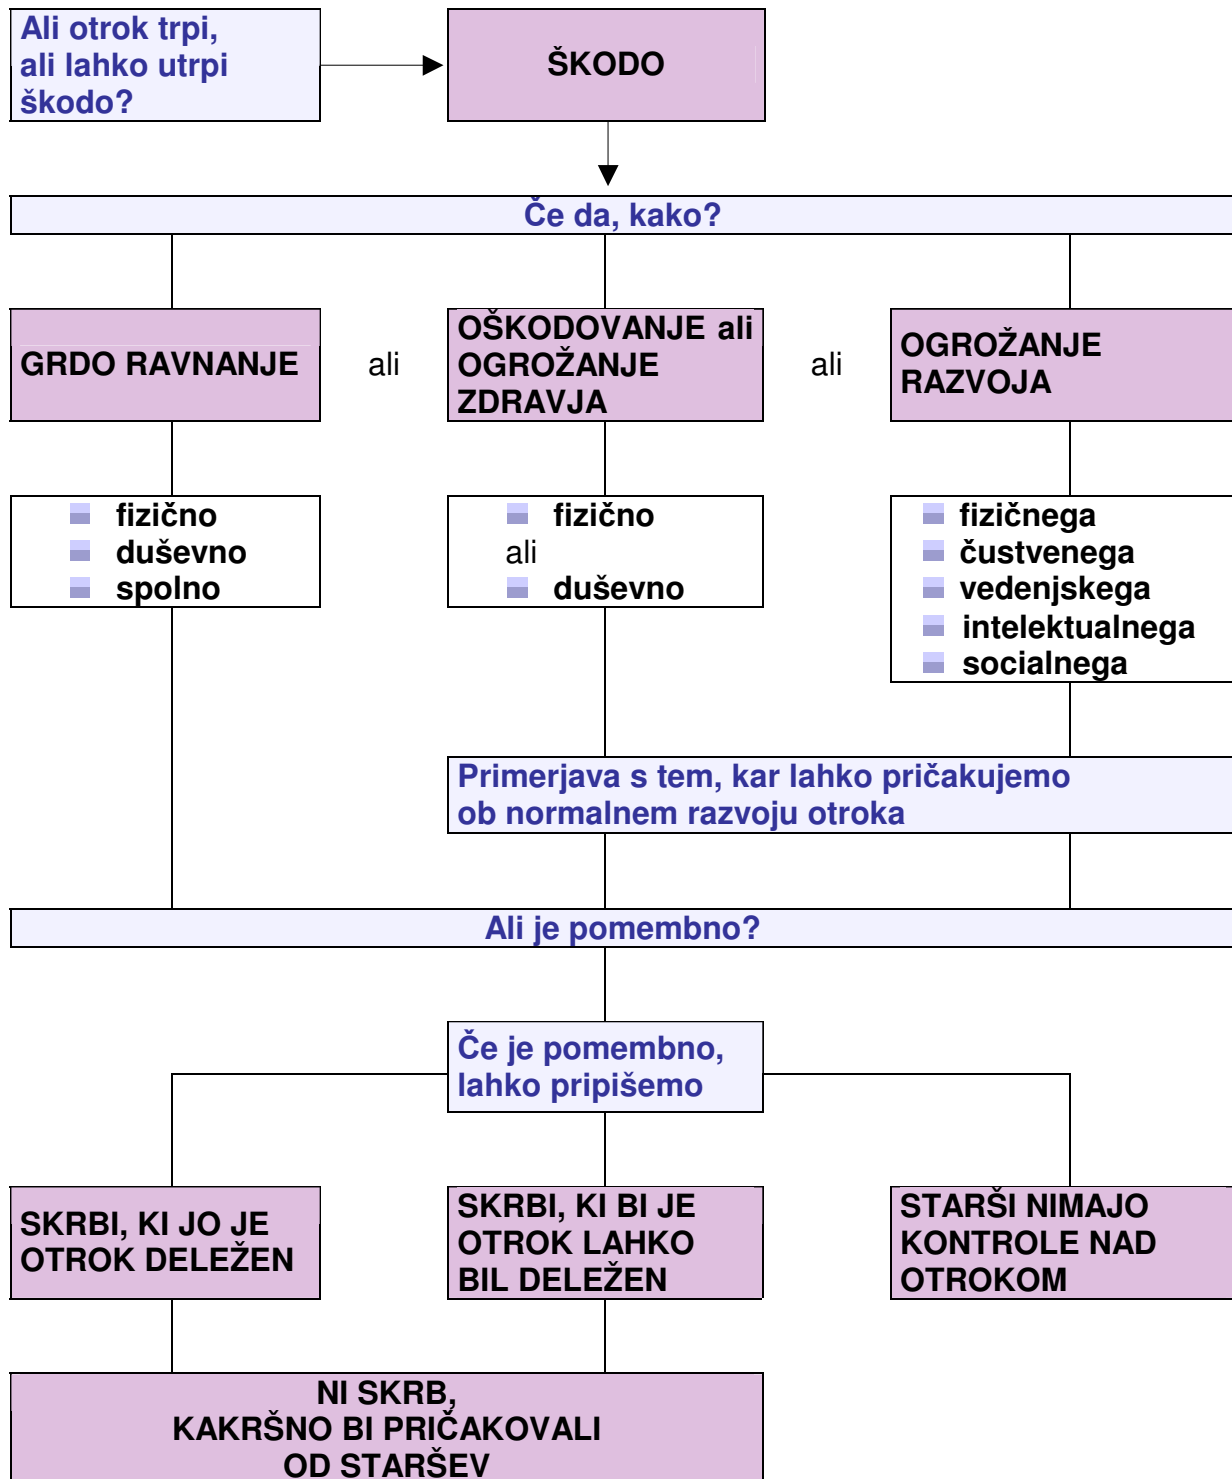 Ali otrok trpi,
ali lahko utrpi
škodo?
ŠKODO
Če da, kako?
GRDO RAVNANJE
ali
OŠKODOVANJE ali
OGROŽANJE
ZDRAVJA
ali
OGROŽANJE
RAZVOJA
fizično
duševno
spolno
fizično
ali
duševno
fizičnega
čustvenega
vedenjskega
intelektualnega
socialnega
Primerjava s tem, kar lahko pričakujemo
ob normalnem razvoju otroka
Ali je pomembno?
Če je pomembno,
lahko pripišemo
SKRBI, KI JO JE
OTROK DELEŽEN
SKRBI, KI BI JE
OTROK LAHKO
BIL DELEŽEN
STARŠI NIMAJO
KONTROLE NAD
OTROKOM
NI SKRB,
KAKRŠNO BI PRIČAKOVALI
OD STARŠEV